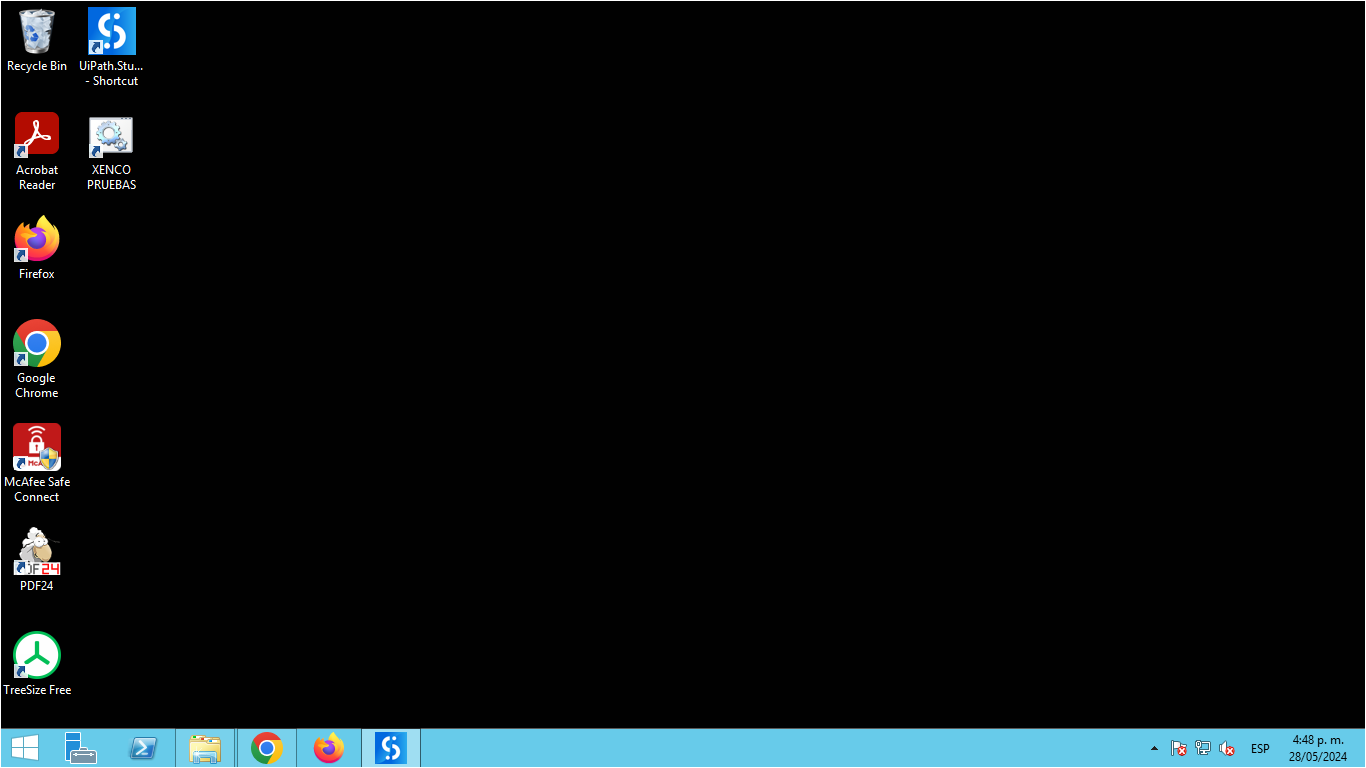 Recycle Bin
UiPath.Stu...
- Shortcut
Acrobat
Reader
XENCO
PRUEBAS
Firefox
Google
Chrome
McAfee Safe
Connect
PDF24
TreeSize Free
ESP
4:48 p. m.
28/05/2024